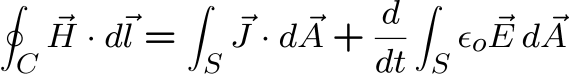 ∮_C H⃗ · dl⃗ = ∫_S J⃗ · dA⃗ + d/dt ∫_S ϵ_o E⃗ dA⃗